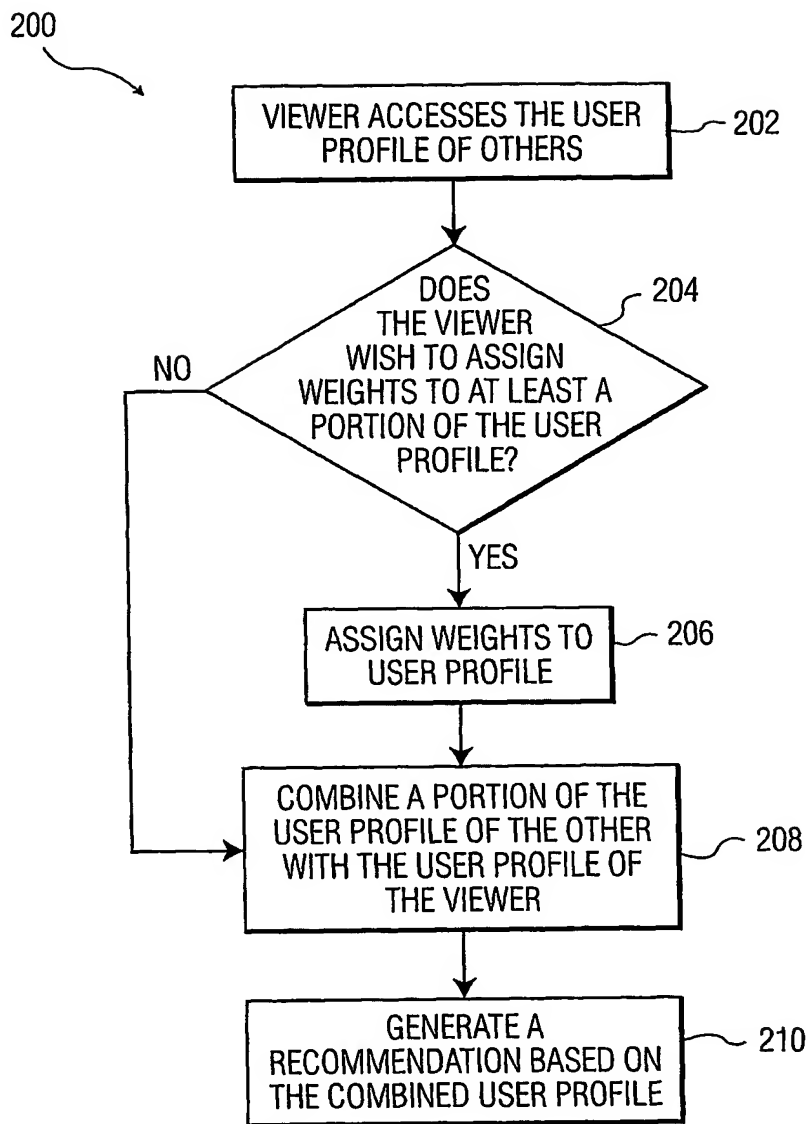 200
VIEWER ACCESSES THE USER
PROFILE OF OTHERS
202
DOES
THE VIEWER
WISH TO ASSIGN
WEIGHTS TO AT LEAST A
PORTION OF THE USER
PROFILE?
204
NO
YES
ASSIGN WEIGHTS TO
USER PROFILE
206
COMBINE A PORTION OF THE
USER PROFILE OF THE OTHER
WITH THE USER PROFILE OF
THE VIEWER
208
GENERATE A
RECOMMENDATION BASED ON
THE COMBINED USER PROFILE
210